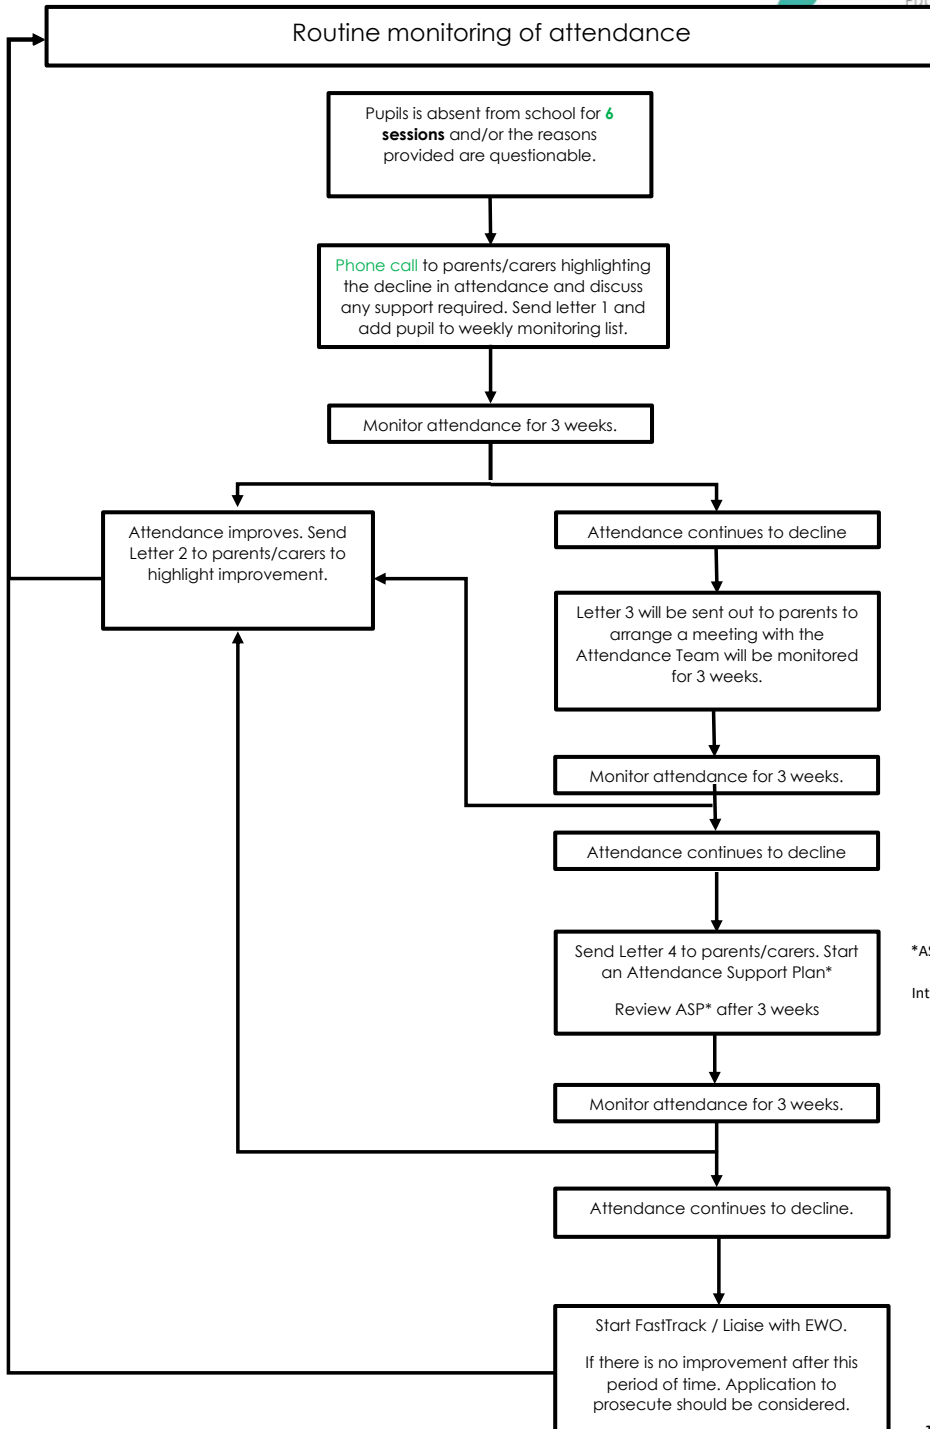 Routine monitoring of attendance
Pupils is absent from school for 6
sessions and/or the reasons
provided are questionable.
Phone call to parents/carers highlighting
the decline in attendance and discuss
any support required. Send letter 1 and
add pupil to weekly monitoring list.
Monitor attendance for 3 weeks.
Attendance improves. Send
Letter 2 to parents/carers to
highlight improvement.
Attendance continues to decline
Letter 3 will be sent out to parents to
arrange a meeting with the
Attendance Team will be monitored
for 3 weeks.
Monitor attendance for 3 weeks.
Attendance continues to decline
Send Letter 4 to parents/carers. Start
an Attendance Support Plan*
Review ASP* after 3 weeks
*AS
Int
Monitor attendance for 3 weeks.
Attendance continues to decline.
Start FastTrack / Liaise with EWO.
If there is no improvement after this
period of time. Application to
prosecute should be considered.